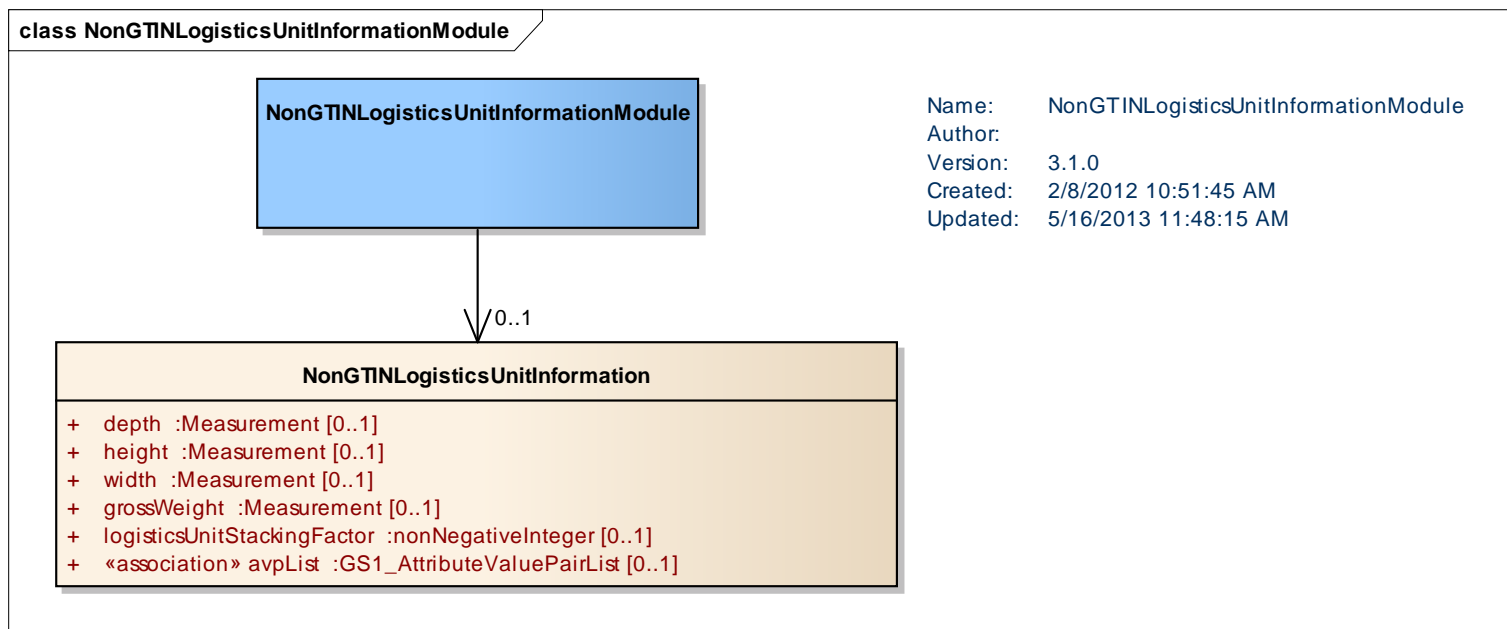 class NonGTINLogisticsUnitInformationModule
NonGTINLogisticsUnitInformationModule
Name: NonGTINLogisticsUnitInformationModule
Author:
Version: 3.1.0
Created: 2/8/2012 10:51:45 AM
Updated: 5/16/2013 11:48:15 AM
0..1
NonGTINLogisticsUnitInformation
+ depth :Measurement [0..1]
+ height :Measurement [0..1]
+ width :Measurement [0..1]
+ grossWeight :Measurement [0..1]
+ logisticsUnitStackingFactor :nonNegativeInteger [0..1]
+ «association» avpList :GS1_AttributeValuePairList [0..1]